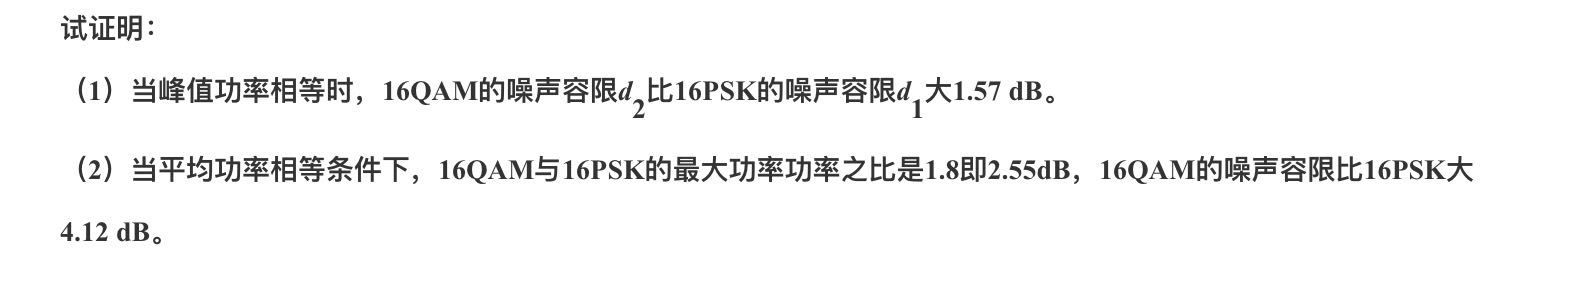 试证明：
（1）当峰值功率相等时，16QAM的噪声容限d2比16PSK的噪声容限d1大1.57 dB。
（2）当平均功率相等条件下，16QAM与16PSK的最大功率功率之比是1.8即2.55dB，16QAM的噪声容限比16PSK大
4.12 dB。